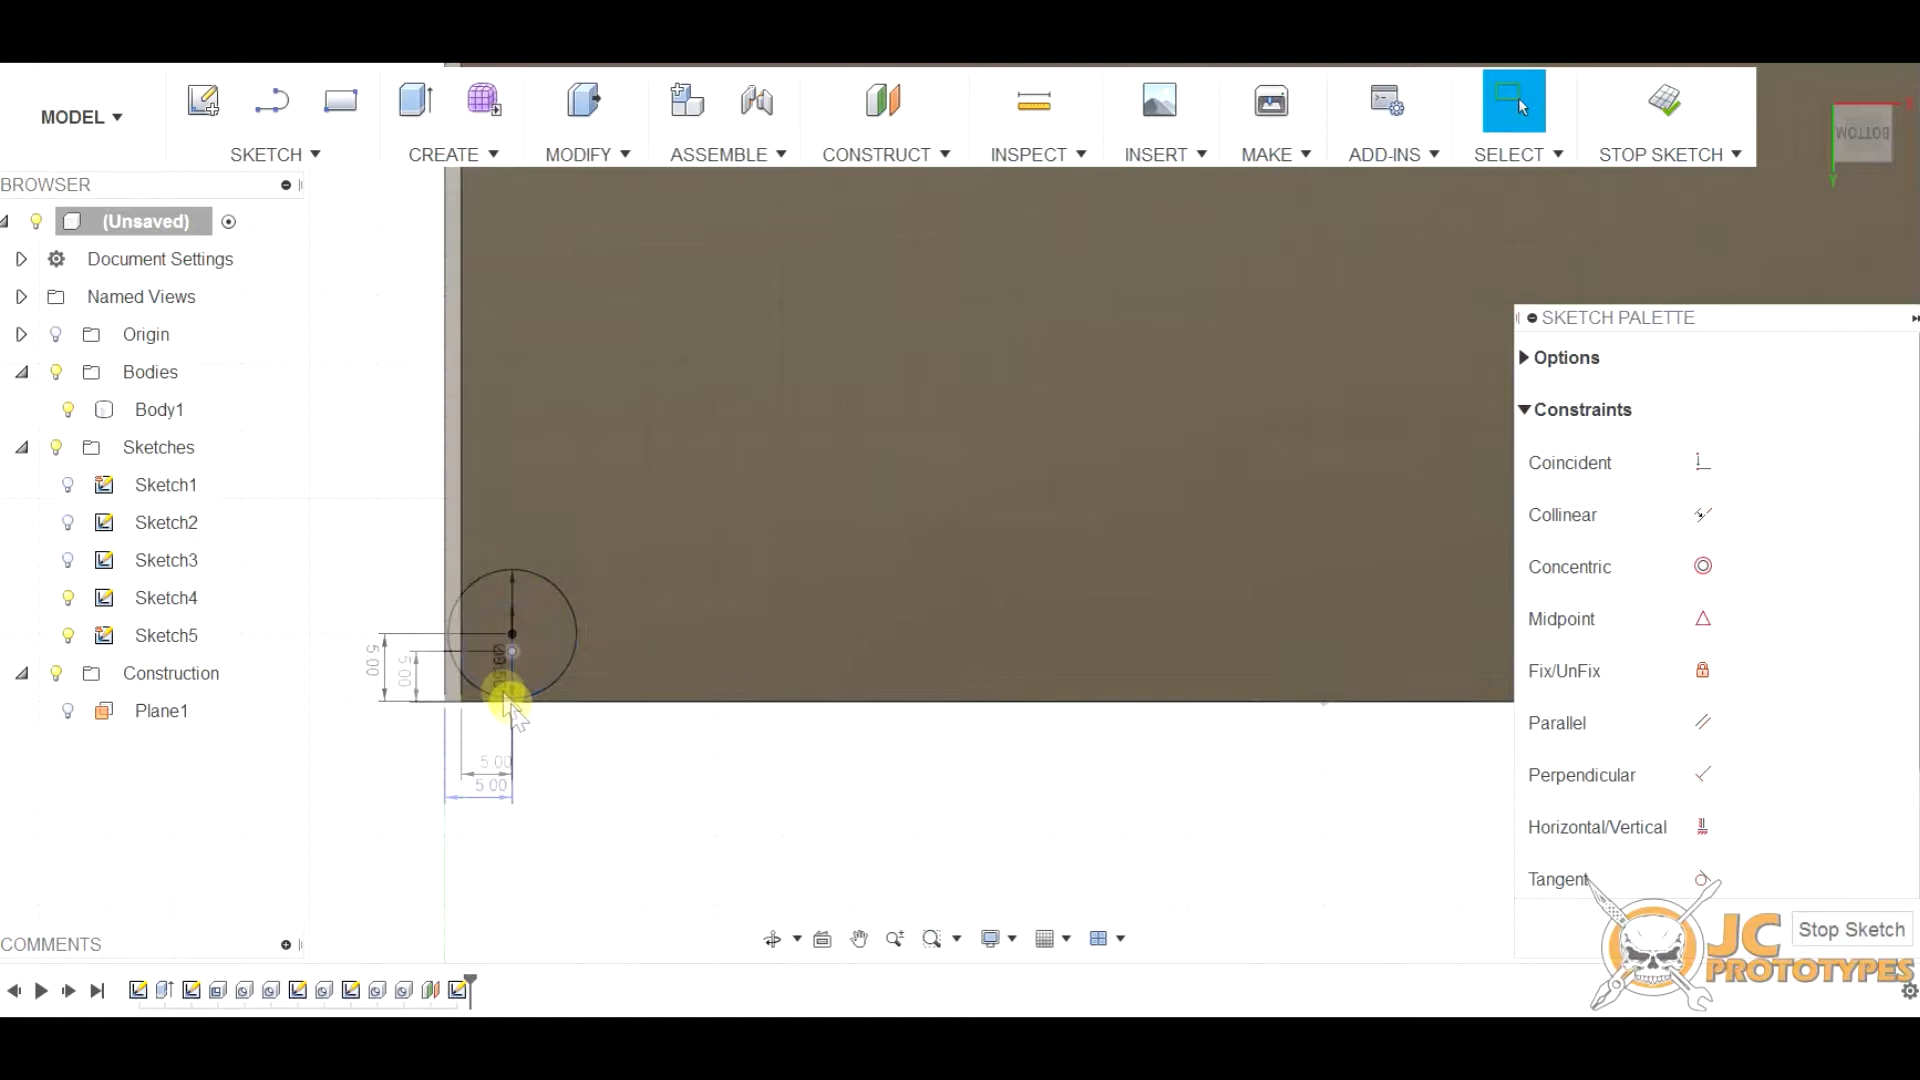 MODEL
SKETCH
CREATE
MODIFY
ASSEMBLE
CONSTRUCT
INSPECT
INSERT
MAKE
ADD-INS
SELECT
STOP SKETCH
BOTTOM
X
Y
BROWSER
(Unsaved)
Document Settings
Named Views
Origin
Bodies
Body1
Sketches
Sketch1
Sketch2
Sketch3
Sketch4
Sketch5
Construction
Plane1
SKETCH PALETTE
Options
Constraints
Coincident
Collinear
Concentric
Midpoint
Fix/UnFix
Parallel
Perpendicular
Horizontal/Vertical
Tangent
5.00
5.00
Ø9.50
5.00
5.00
COMMENTS
Stop Sketch
JC
PROTOTYPES